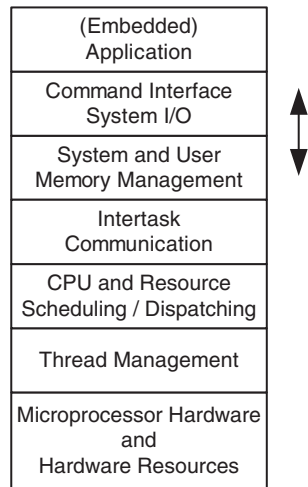 (Embedded)
Application
Command Interface
System I/O
System and User
Memory Management
Intertask
Communication
CPU and Resource
Scheduling / Dispatching
Thread Management
Microprocessor Hardware
and
Hardware Resources